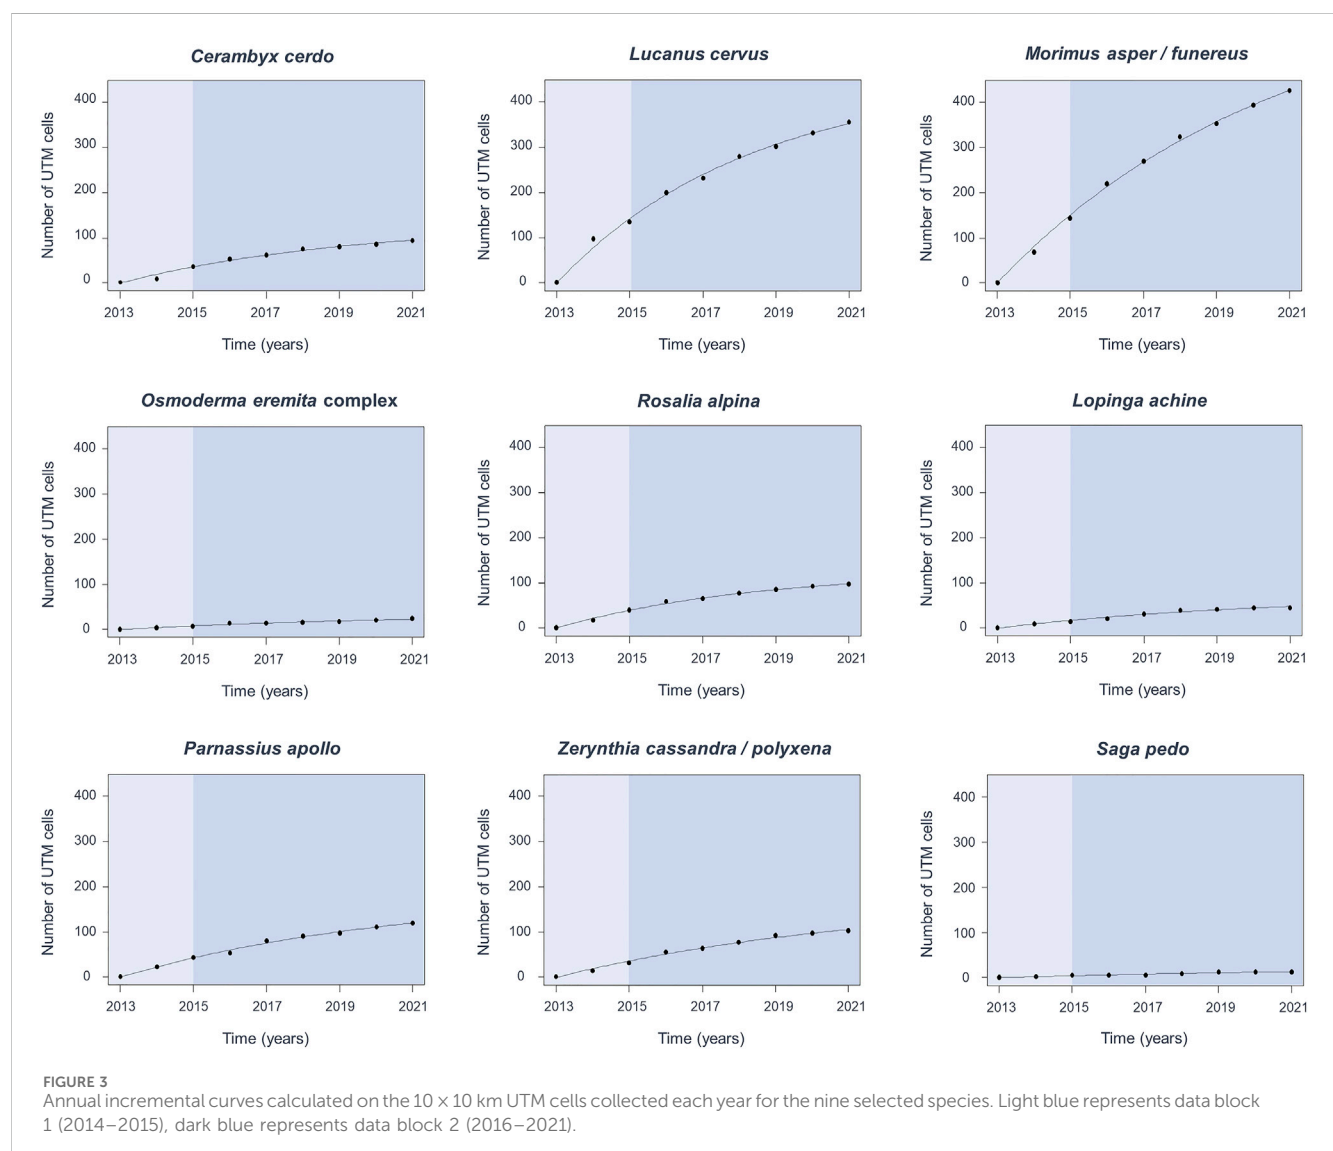 Cerambyx cerdo
Lucanus cervus
Morimus asper / funereus
Number of UTM cells
400
300
200
100
0
2013 2015 2017 2019 2021
Time (years)
Number of UTM cells
400
300
200
100
0
2013 2015 2017 2019 2021
Time (years)
Number of UTM cells
400
300
200
100
0
2013 2015 2017 2019 2021
Time (years)
Osmoderma eremita complex
Rosalia alpina
Lopinga achine
Number of UTM cells
400
300
200
100
0
2013 2015 2017 2019 2021
Time (years)
Number of UTM cells
400
300
200
100
0
2013 2015 2017 2019 2021
Time (years)
Number of UTM cells
400
300
200
100
0
2013 2015 2017 2019 2021
Time (years)
Parnassius apollo
Zerynthia cassandra / polyxena
Saga pedo
Number of UTM cells
400
300
200
100
0
2013 2015 2017 2019 2021
Time (years)
Number of UTM cells
400
300
200
100
0
2013 2015 2017 2019 2021
Time (years)
Number of UTM cells
400
300
200
100
0
2013 2015 2017 2019 2021
Time (years)
FIGURE 3
Annual incremental curves calculated on the 10 × 10 km UTM cells collected each year for the nine selected species. Light blue represents data block
1 (2014–2015), dark blue represents data block 2 (2016–2021).